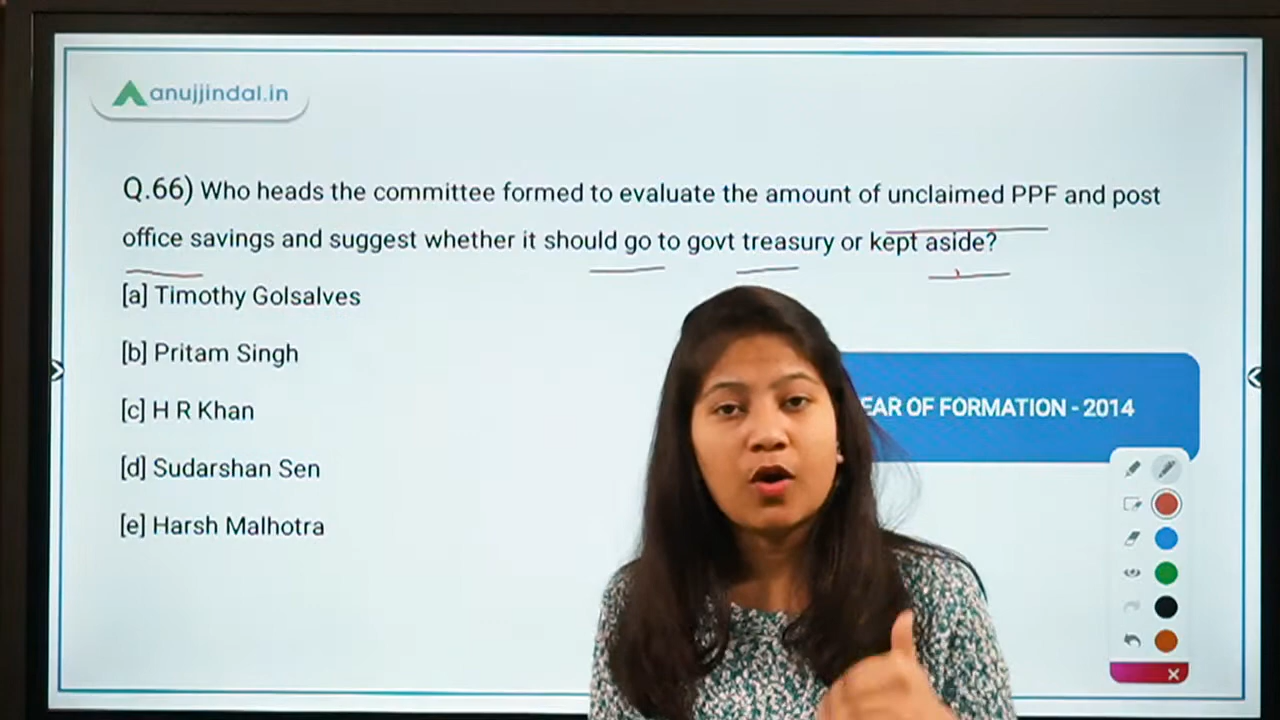 anujjindal.in
Q.66) Who heads the committee formed to evaluate the amount of unclaimed PPF and post
office savings and suggest whether it should go to govt treasury or kept aside?
[a] Timothy Golsalves
[b] Pritam Singh
[c] H R Khan
[d] Sudarshan Sen
[e] Harsh Malhotra
OF FORMATION - 2014